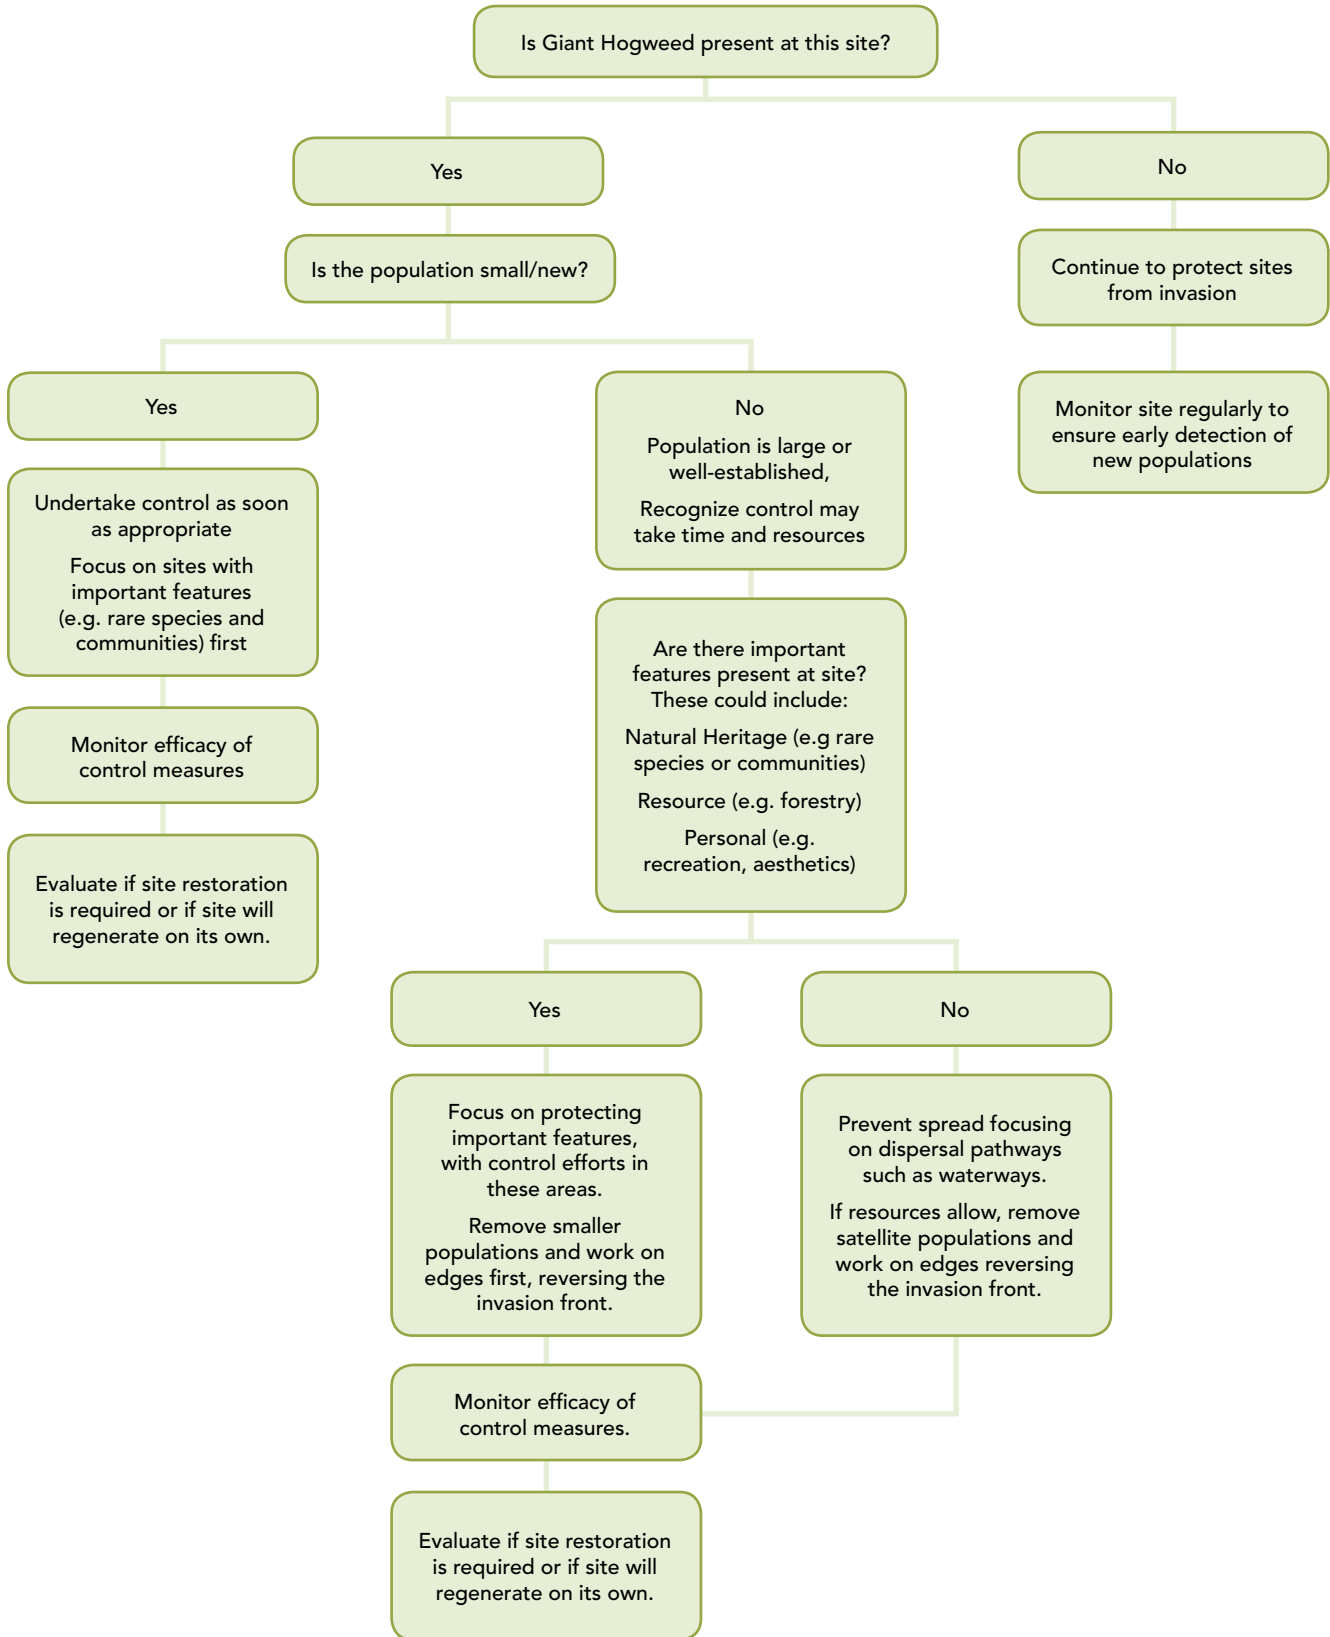 Is Giant Hogweed present at this site?
Yes
No
Is the population small/new?
Continue to protect sites
from invasion
Monitor site regularly to
ensure early detection of
new populations
Yes
Undertake control as soon
as appropriate
Focus on sites with
important features
(e.g. rare species and
communities) first
Monitor efficacy of
control measures
Evaluate if site restoration
is required or if site will
regenerate on its own.
No
Population is large or
well-established,
Recognize control may
take time and resources
Are there important
features present at site?
These could include:
Natural Heritage (e.g rare
species or communities)
Resource (e.g. forestry)
Personal (e.g.
recreation, aesthetics)
Yes
Focus on protecting
important features,
with control efforts in
these areas.
Remove smaller
populations and work on
edges first, reversing the
invasion front.
No
Prevent spread focusing
on dispersal pathways
such as waterways.
If resources allow, remove
satellite populations and
work on edges reversing
the invasion front.
Monitor efficacy of
control measures.
Evaluate if site restoration
is required or if site will
regenerate on its own.